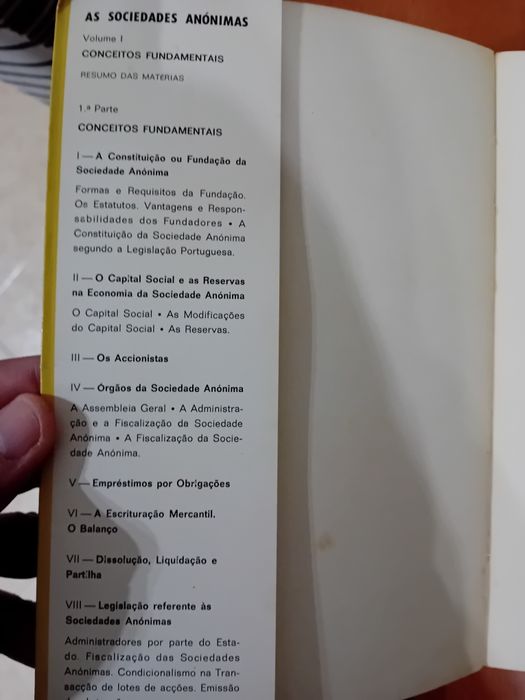 AS SOCIEDADES ANÓNIMAS
Volume I
CONCEITOS FUNDAMENTAIS
RESUMO DAS MATÉRIAS
1.ª Parte
CONCEITOS FUNDAMENTAIS
I — A Constituição ou Fundação da
Sociedade Anónima
Formas e Requisitos da Fundação.
Os Estatutos. Vantagens e Respon-
sabilidades dos Fundadores • A
Constituição da Sociedade Anónima
segundo a Legislação Portuguesa.
II — O Capital Social e as Reservas
na Economia da Sociedade Anónima
O Capital Social • As Modificações
do Capital Social • As Reservas.
III — Os Accionistas
IV — Órgãos da Sociedade Anónima
A Assembleia Geral • A Administra-
ção e a Fiscalização da Sociedade
Anónima • A Fiscalização da Socie-
dade Anónima.
V — Empréstimos por Obrigações
VI — A Escrituração Mercantil.
O Balanço
VII — Dissolução, Liquidação e
Partilha
VIII — Legislação referente às
Sociedades Anónimas
Administradores por parte do Esta-
do. Fiscalização das Sociedades
Anónimas. Condicionalismo na Tran-
sacção de lotes de acções. Emissão